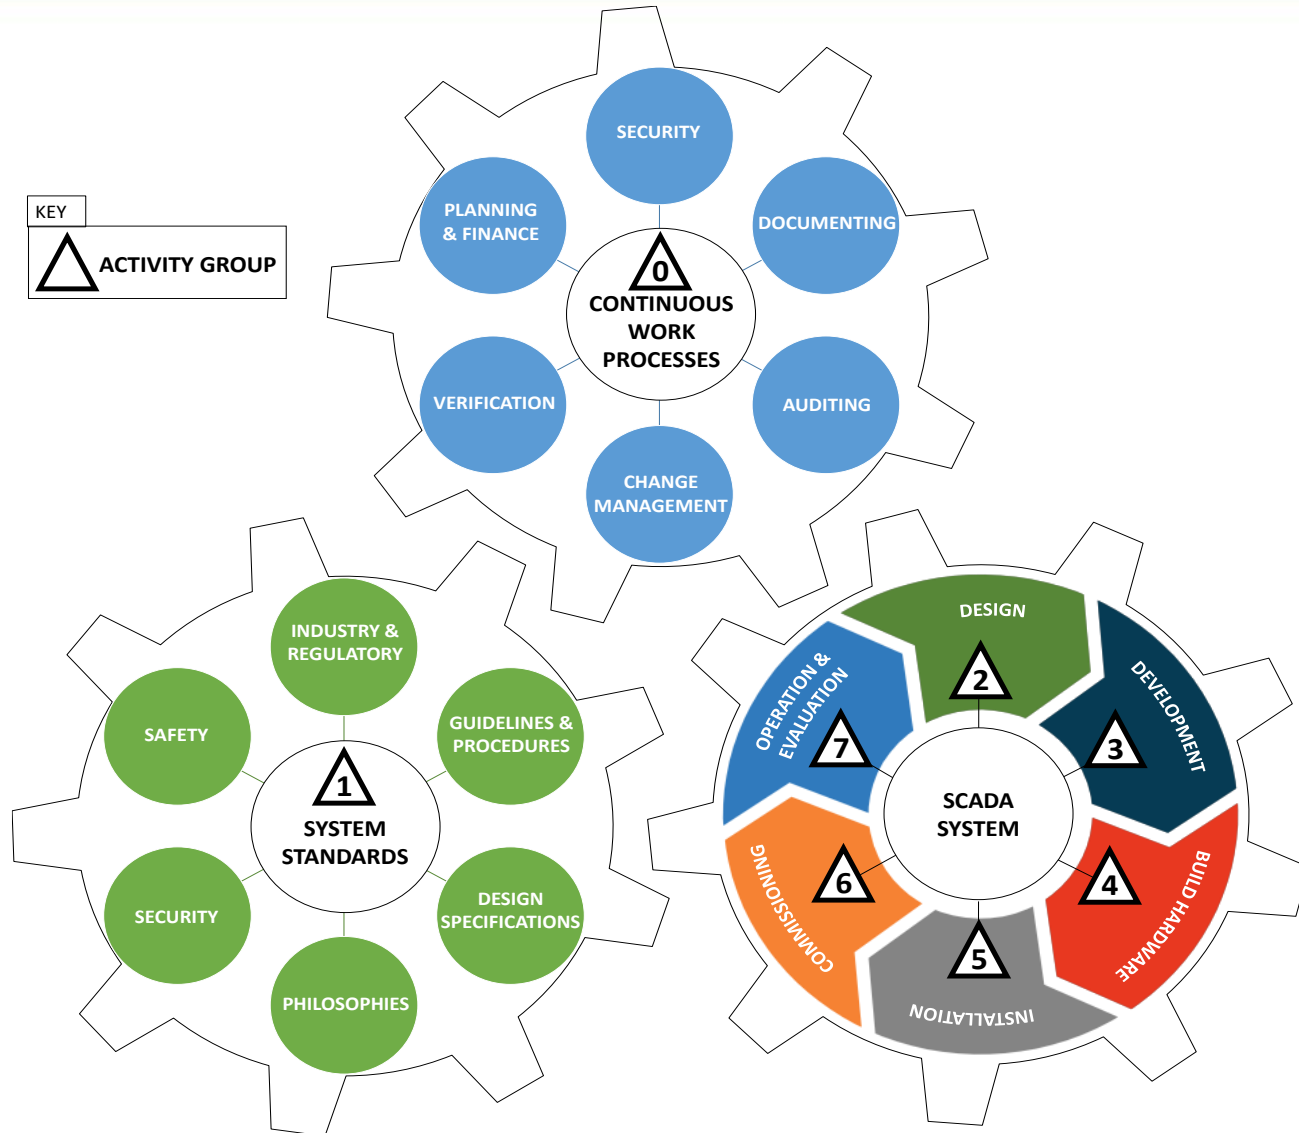 SECURITY
PLANNING
& FINANCE
DOCUMENTING
KEY
ACTIVITY GROUP
0
CONTINUOUS
WORK
PROCESSES
VERIFICATION
AUDITING
CHANGE
MANAGEMENT
INDUSTRY &
REGULATORY
SAFETY
GUIDELINES &
PROCEDURES
1
SYSTEM
STANDARDS
SECURITY
DESIGN
SPECIFICATIONS
PHILOSOPHIES
DESIGN
2
DEVELOPMENT
3
BUILD HARDWARE
4
INSTALLATION
5
COMMISSIONING
6
OPERATION &
EVALUATION
7
SCADA
SYSTEM